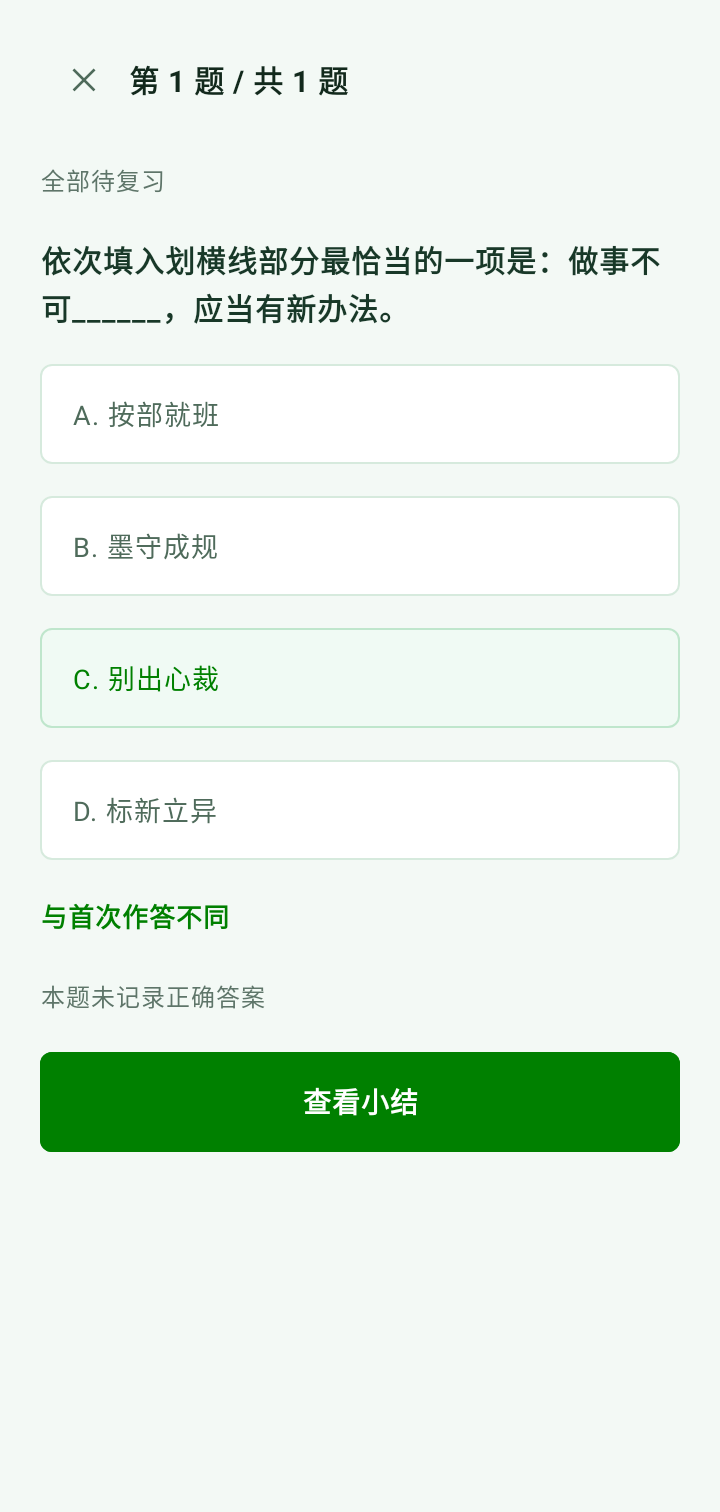 第 1 题 / 共 1 题
全部待复习
依次填入划横线部分最恰当的一项是：做事不
可______，应当有新办法。
A. 按部就班
B. 墨守成规
C. 别出心裁
D. 标新立异
与首次作答不同
本题未记录正确答案
查看小结